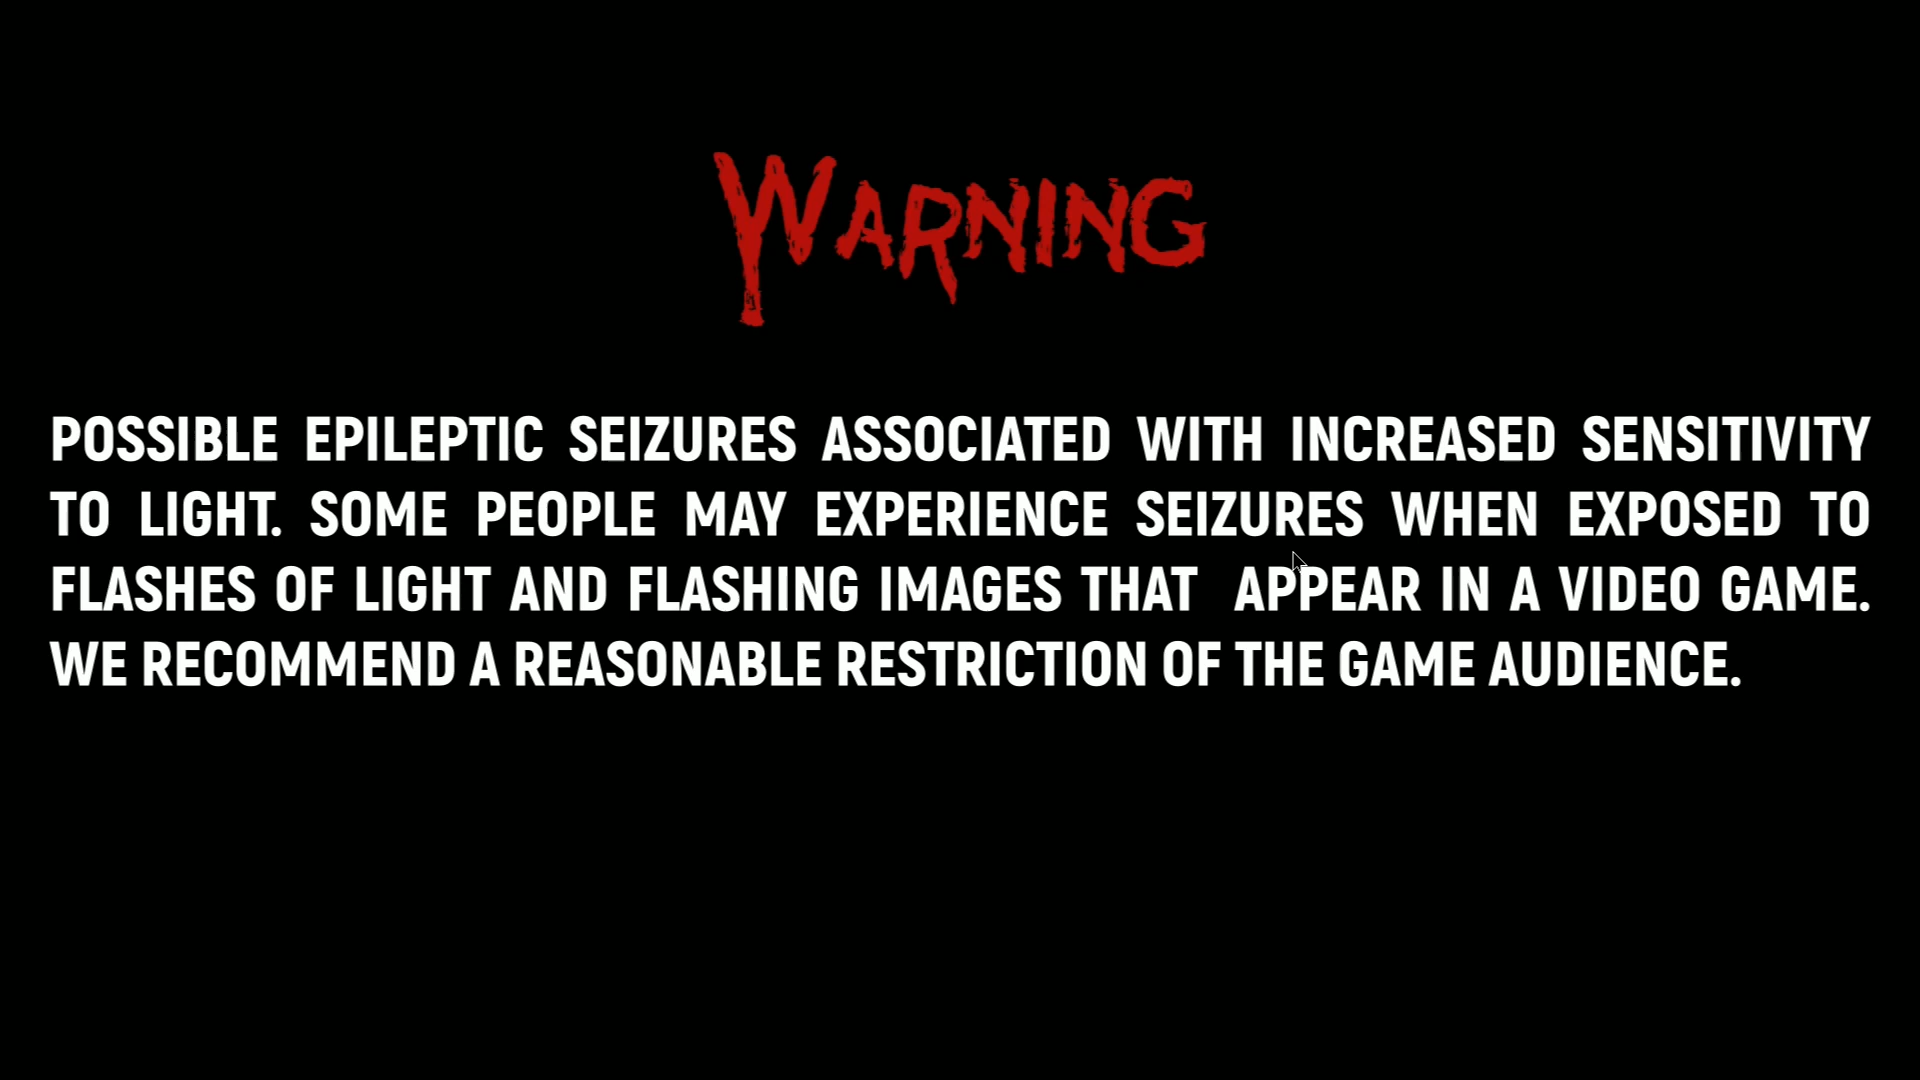 WARNING
POSSIBLE EPILEPTIC SEIZURES ASSOCIATED WITH INCREASED SENSITIVITY
TO LIGHT. SOME PEOPLE MAY EXPERIENCE SEIZURES WHEN EXPOSED TO
FLASHES OF LIGHT AND FLASHING IMAGES THAT  APPEAR IN A VIDEO GAME.
WE RECOMMEND A REASONABLE RESTRICTION OF THE GAME AUDIENCE.